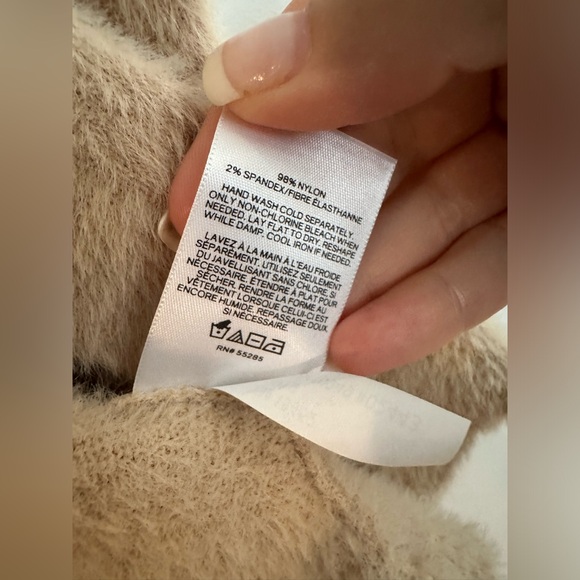 98% NYLON
2% SPANDEX/FIBRE ÉLASTHANNE
HAND WASH COLD SEPARATELY.
ONLY NON-CHLORINE BLEACH WHEN
NEEDED. LAY FLAT TO DRY. RESHAPE
WHILE DAMP. COOL IRON IF NEEDED.
LAVEZ À LA MAIN À L'EAU FROIDE
SÉPARÉMENT. UTILISEZ SEULEMENT
DU JAVELLISANT SANS CHLORE, SI
NÉCESSAIRE. ÉTENDRE À PLAT POUR
SÉCHER. RENDRE LA FORME AU
VÊTEMENT LORSQUE CELUI-CI EST
ENCORE HUMIDE. REPASSAGE DOUX,
SI NÉCESSAIRE.
RN# 55285